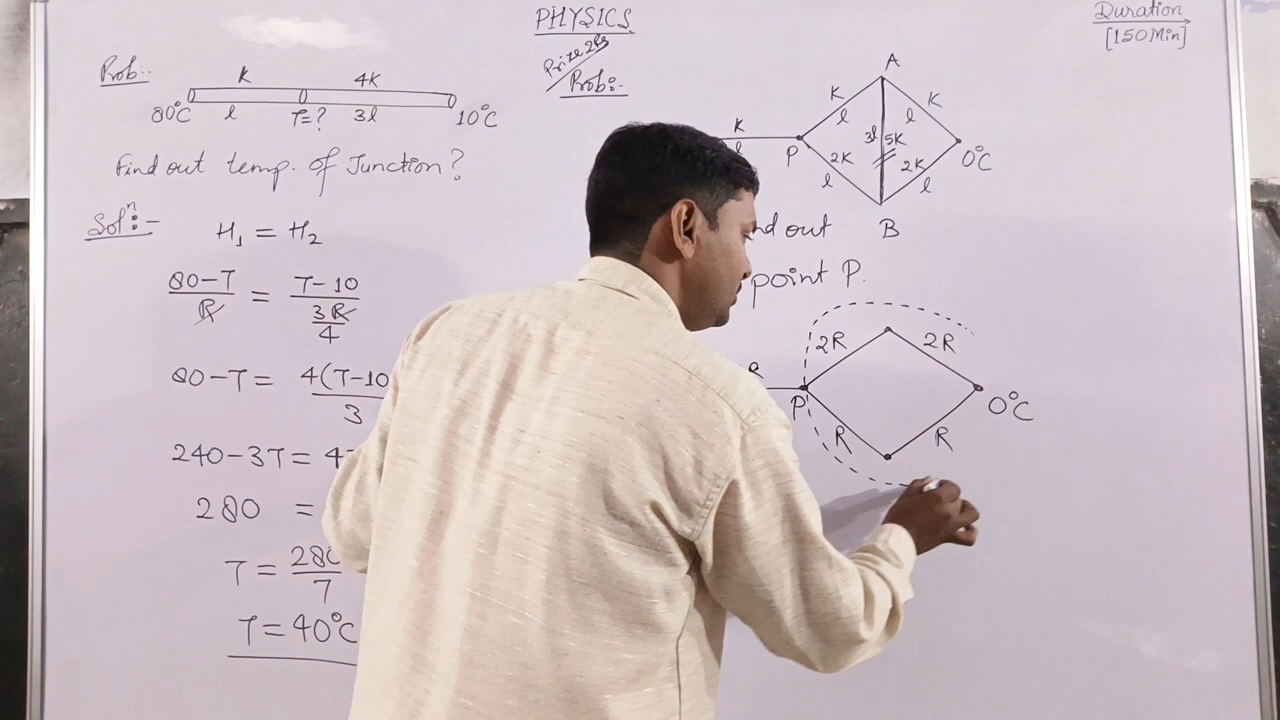 PHYSICS
Duration
[150 Min]
Prob:-
K
4K
80°C
l
T=?
3l
10°C
Find out temp. of Junction?
Solⁿ:-
H₁ = H₂
80-T/R = T-10/3R/4
80-T = 4(T-10/3
240-3T = 4
280 =
T = 280/7
T = 40°C
Prob:-
A
K
K
K
l
l
3l
5K
P
2K
2K
0°C
l
l
B
nd out
point P.
2R
2R
P
0°C
R
R